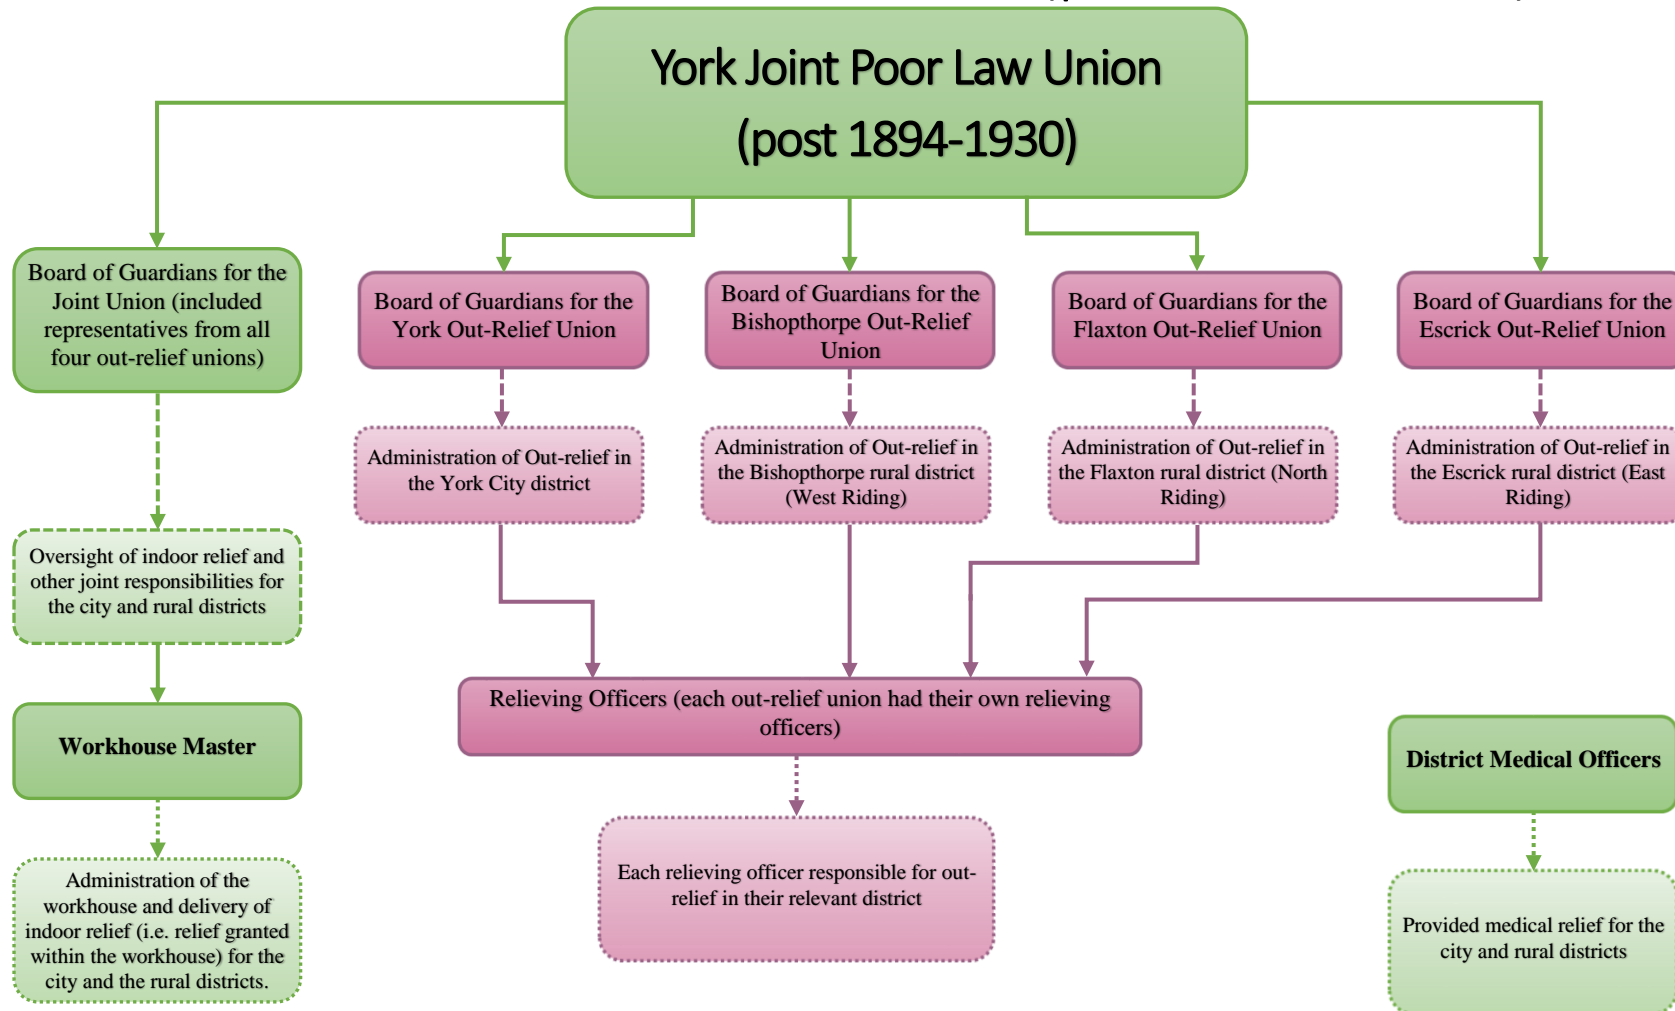 York Joint Poor Law Union
(post 1894-1930)
Board of Guardians for the
Joint Union (included
representatives from all
four out-relief unions)
Board of Guardians for the
York Out-Relief Union
Board of Guardians for the
Bishopthorpe Out-Relief
Union
Board of Guardians for the
Flaxton Out-Relief Union
Board of Guardians for the
Escrick Out-Relief Union
Administration of Out-relief in
the York City district
Administration of Out-relief in
the Bishopthorpe rural district
(West Riding)
Administration of Out-relief in
the Flaxton rural district (North
Riding)
Administration of Out-relief in
the Escrick rural district (East
Riding)
Oversight of indoor relief and
other joint responsibilities for
the city and rural districts
Relieving Officers (each out-relief union had their own relieving
officers)
Workhouse Master
District Medical Officers
Each relieving officer responsible for out-
relief in their relevant district
Administration of the
workhouse and delivery of
indoor relief (i.e. relief granted
within the workhouse) for the
city and the rural districts.
Provided medical relief for the
city and rural districts